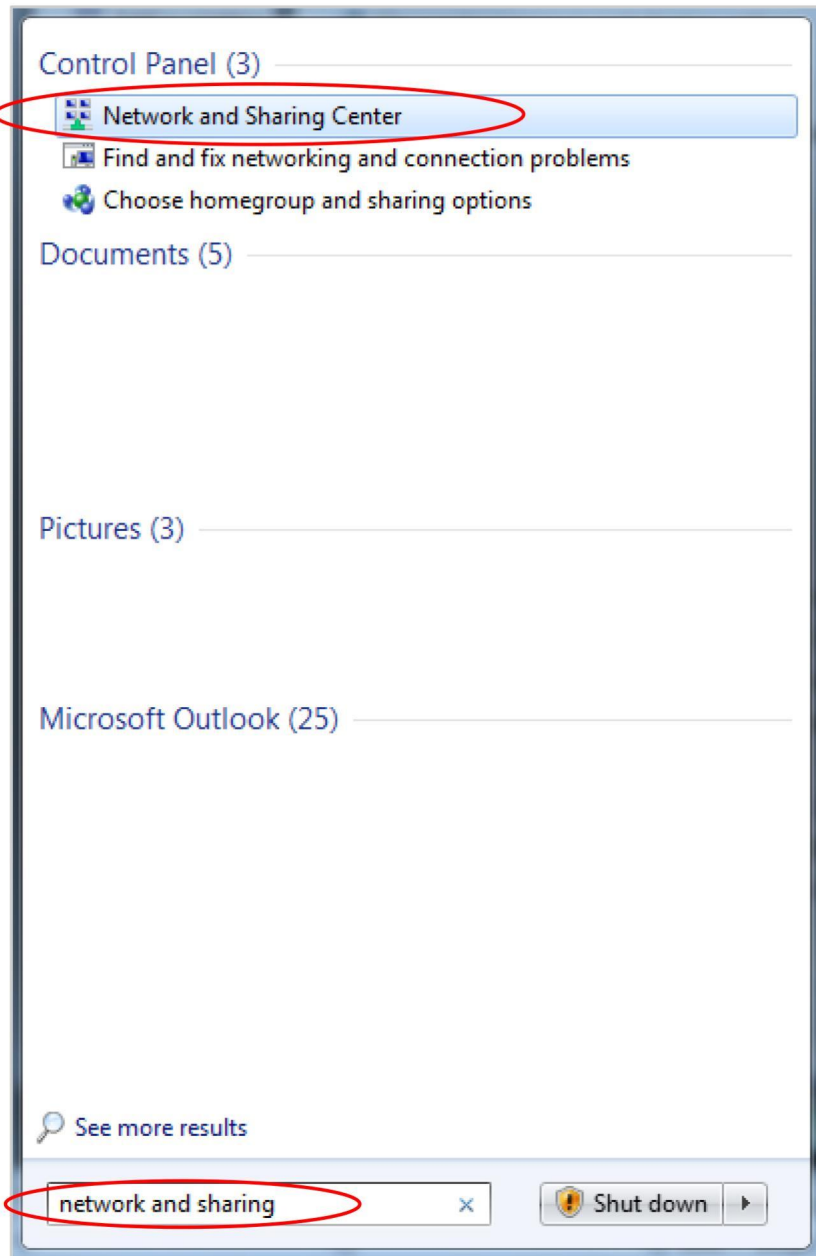 Control Panel (3)
Network and Sharing Center
Find and fix networking and connection problems
Choose homegroup and sharing options
Documents (5)
Pictures (3)
Microsoft Outlook (25)
See more results
network and sharing
Shut down